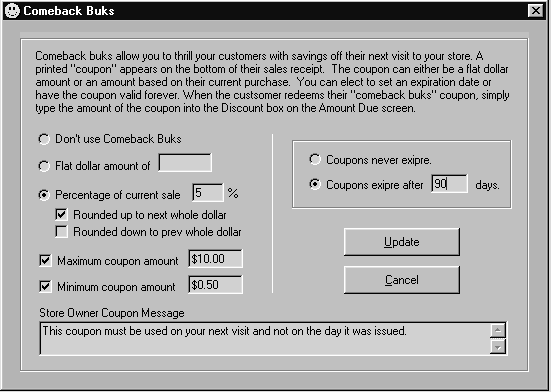 Comeback Buks
Comeback buks allow you to thrill your customers with savings off their next visit to your store. A
printed "coupon" appears on the bottom of their sales receipt. The coupon can either be a flat dollar
amount or an amount based on their current purchase. You can elect to set an expiration date or
have the coupon valid forever. When the custsomer redeems their "comeback buks" coupon, simply
type the amount of the coupon into the Discount box on the Amount Due screen.
Don't use Comeback Buks
Flat dollar amount of
Percentage of current sale 5 %
Rounded up to next whole dollar
Rounded down to prev whole dollar
Maximum coupon amount $10.00
Minimum coupon amount $0.50
Coupons never exipre.
Coupons exipre after 90 days.
Update
Cancel
Store Owner Coupon Message
This coupon must be used on your next visit and not on the day it was issued.